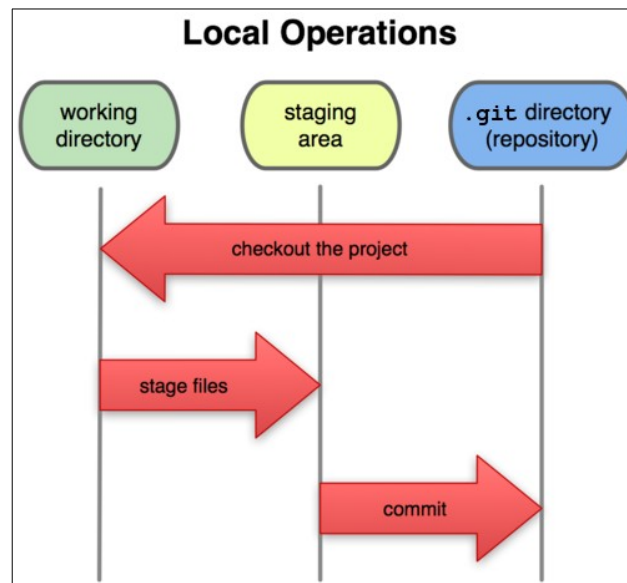 Local Operations
working
directory
staging
area
.git directory
(repository)
checkout the project
stage files
commit